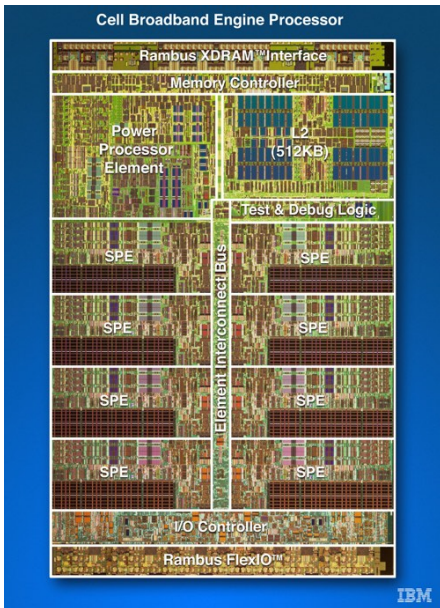 Cell Broadband Engine Processor
Rambus XDRAM™ Interface
Memory Controller
Power
Processor
Element
L2
(512KB)
Test & Debug Logic
Element Interconnect Bus
SPE
SPE
SPE
SPE
SPE
SPE
SPE
SPE
I/O Controller
Rambus FlexIO™
IBM